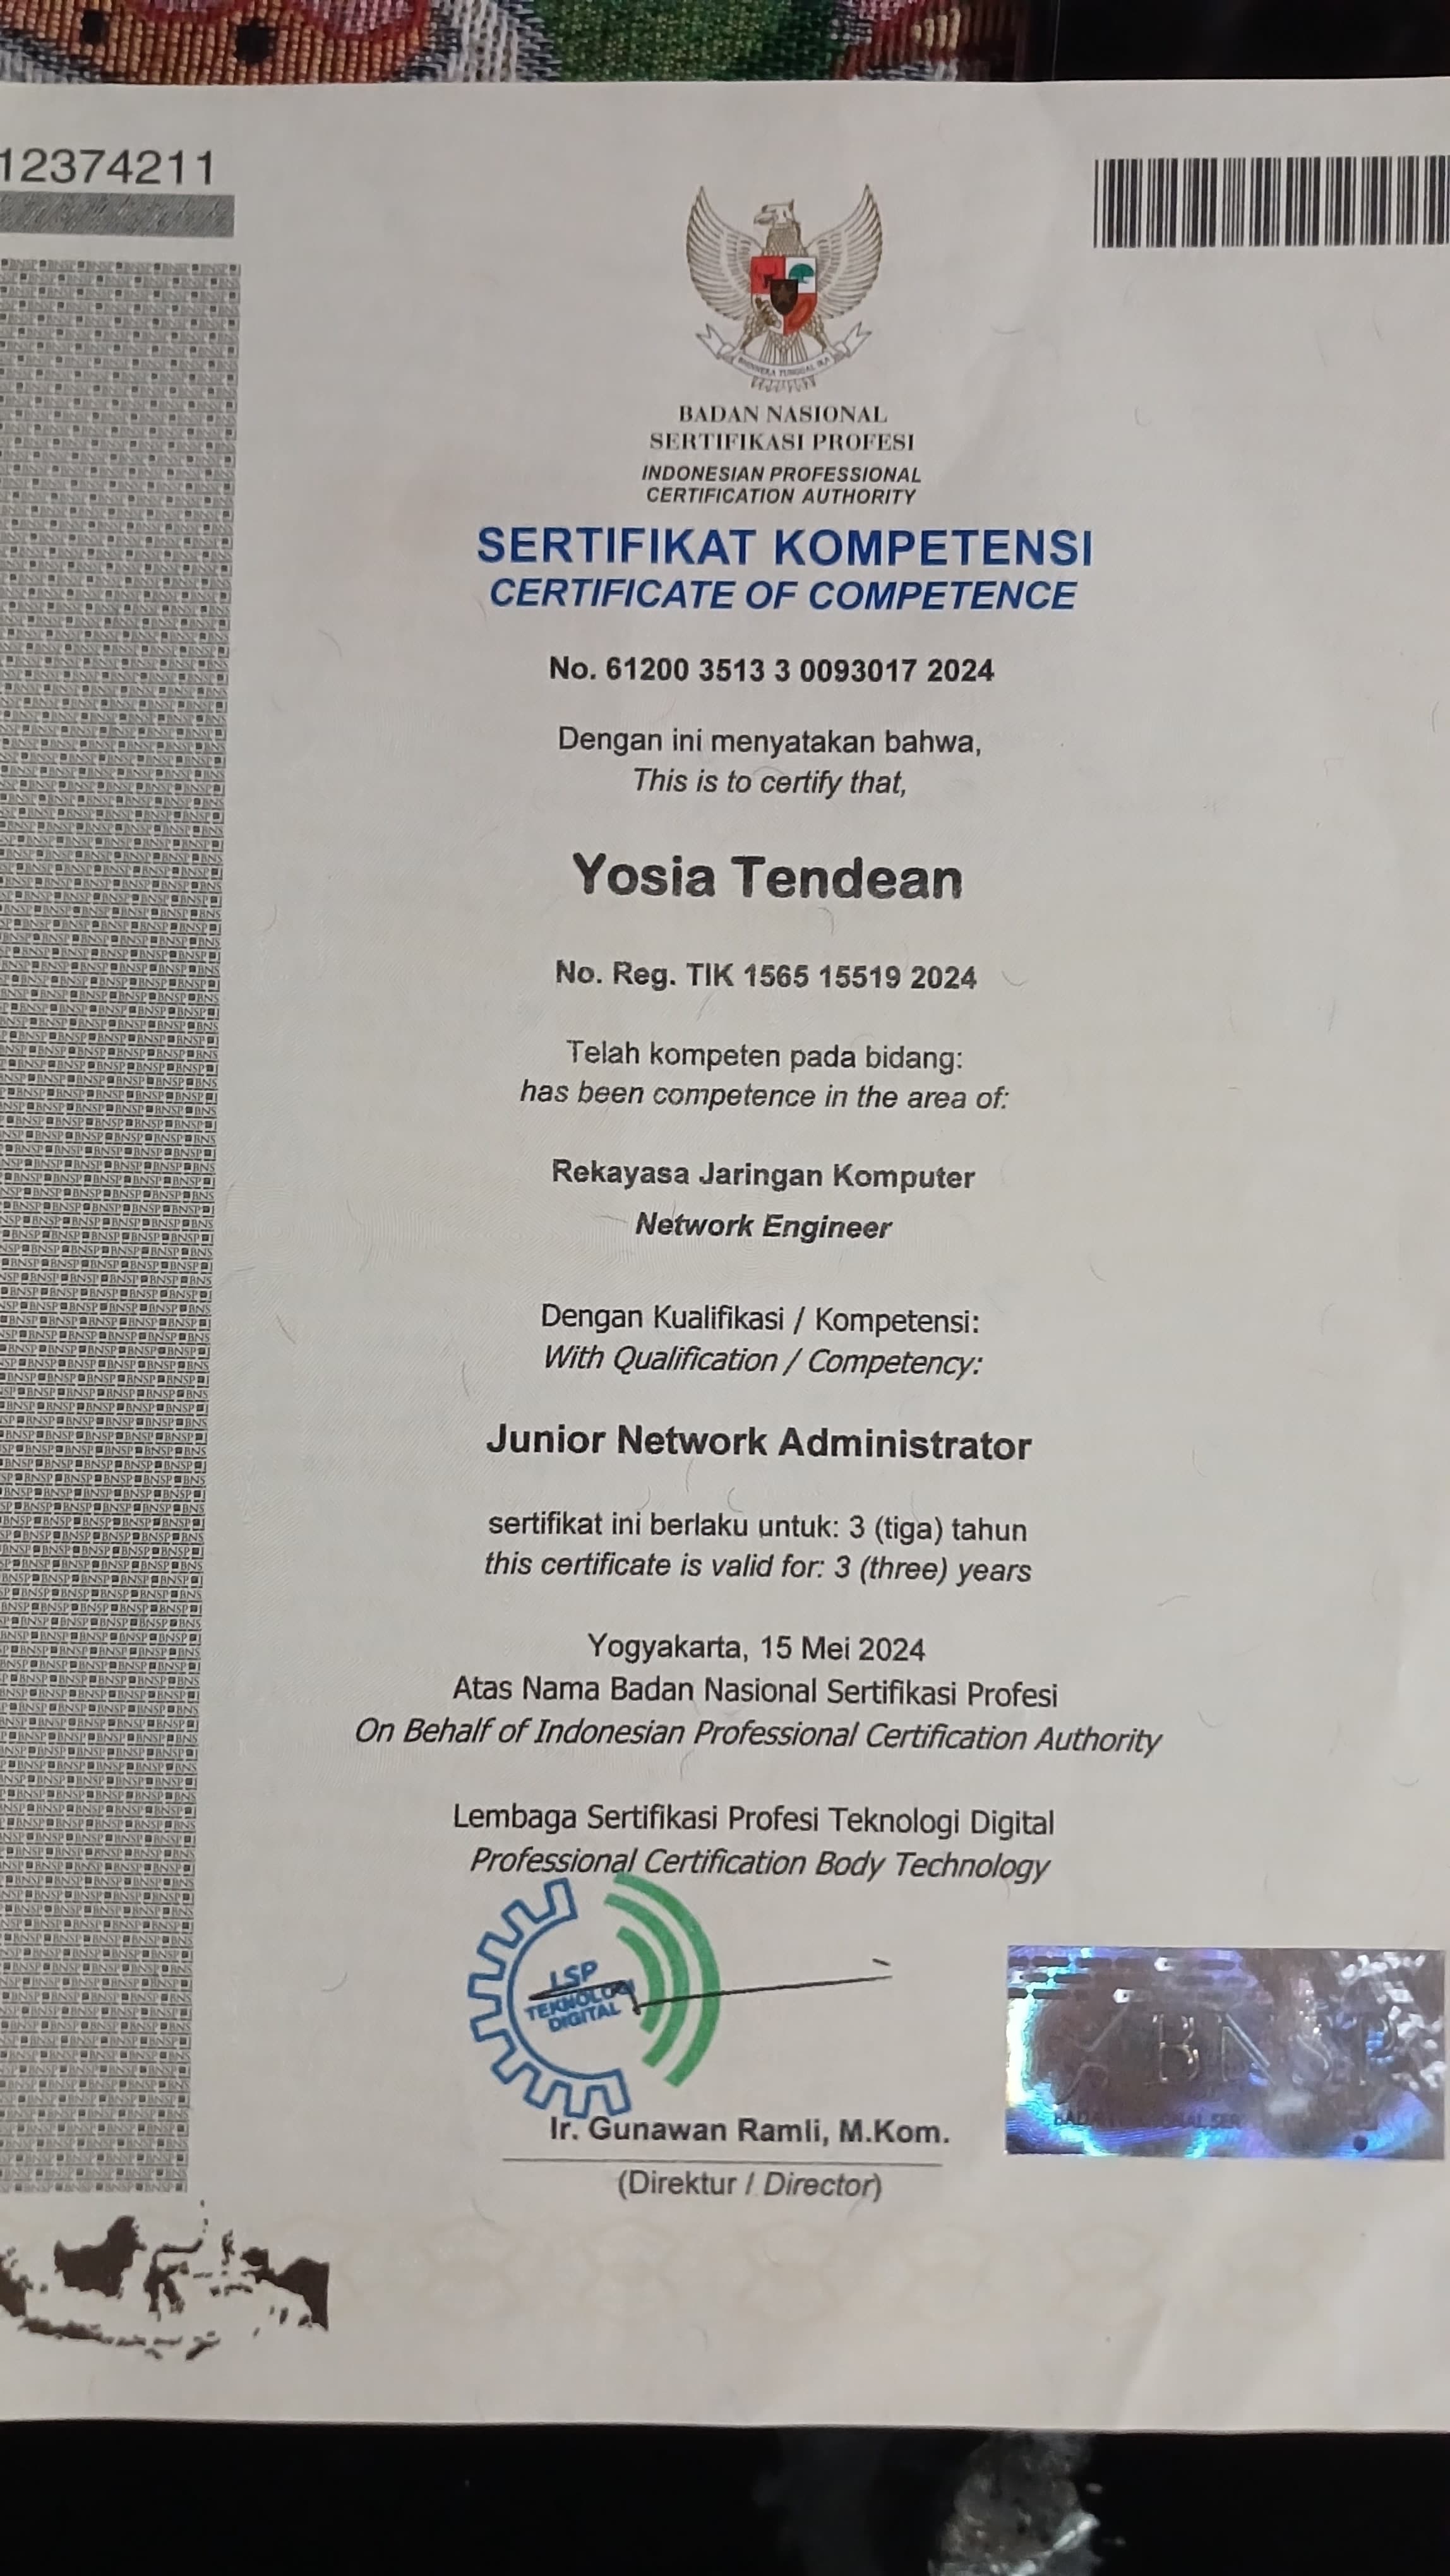 12374211
BHINNEKA TUNGGAL IKA
BADAN NASIONAL
SERTIFIKASI PROFESI
INDONESIAN PROFESSIONAL
CERTIFICATION AUTHORITY
SERTIFIKAT KOMPETENSI
CERTIFICATE OF COMPETENCE
No. 61200 3513 3 0093017 2024
Dengan ini menyatakan bahwa,
This is to certify that,
Yosia Tendean
No. Reg. TIK 1565 15519 2024
Telah kompeten pada bidang:
has been competence in the area of:
Rekayasa Jaringan Komputer
Network Engineer
Dengan Kualifikasi / Kompetensi:
With Qualification / Competency:
Junior Network Administrator
sertifikat ini berlaku untuk: 3 (tiga) tahun
this certificate is valid for: 3 (three) years
Yogyakarta, 15 Mei 2024
Atas Nama Badan Nasional Sertifikasi Profesi
On Behalf of Indonesian Professional Certification Authority
Lembaga Sertifikasi Profesi Teknologi Digital
Professional Certification Body Technology
LSP
TEKNOLOGI
DIGITAL
BNSP
Ir. Gunawan Ramli, M.Kom.
(Direktur / Director)